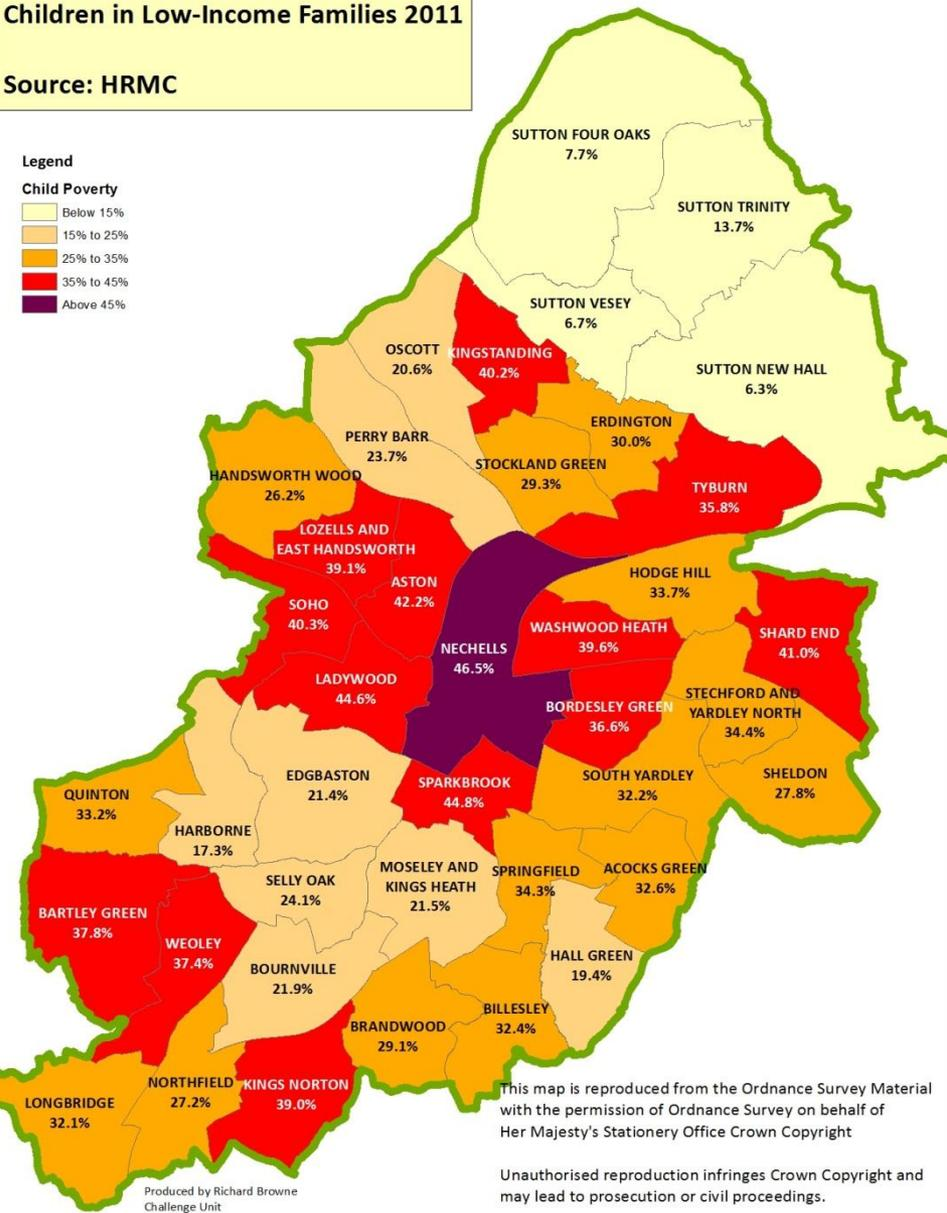 Children in Low-Income Families 2011
Source: HRMC
Legend
Child Poverty
Below 15%
15% to 25%
25% to 35%
35% to 45%
Above 45%
SUTTON FOUR OAKS
7.7%
SUTTON TRINITY
13.7%
SUTTON VESEY
6.7%
SUTTON NEW HALL
6.3%
OSCOTT
20.6%
KINGSTANDING
40.2%
ERDINGTON
30.0%
PERRY BARR
23.7%
STOCKLAND GREEN
29.3%
HANDSWORTH WOOD
26.2%
TYBURN
35.8%
LOZELLS AND
EAST HANDSWORTH
39.1%
ASTON
42.2%
HODGE HILL
33.7%
SOHO
40.3%
WASHWOOD HEATH
39.6%
SHARD END
41.0%
NECHELLS
46.5%
LADYWOOD
44.6%
BORDESLEY GREEN
36.6%
STECHFORD AND
YARDLEY NORTH
34.4%
EDGBASTON
21.4%
SPARKBROOK
44.8%
SOUTH YARDLEY
32.2%
SHELDON
27.8%
QUINTON
33.2%
HARBORNE
17.3%
MOSELEY AND
KINGS HEATH
21.5%
SPRINGFIELD
34.3%
ACOCKS GREEN
32.6%
SELLY OAK
24.1%
BARTLEY GREEN
37.8%
WEOLEY
37.4%
BOURNVILLE
21.9%
HALL GREEN
19.4%
BILLESLEY
32.4%
BRANDWOOD
29.1%
NORTHFIELD
27.2%
KINGS NORTON
39.0%
LONGBRIDGE
32.1%
This map is reproduced from the Ordnance Survey Material
with the permission of Ordnance Survey on behalf of
Her Majesty's Stationery Office Crown Copyright
Unauthorised reproduction infringes Crown Copyright and
may lead to prosecution or civil proceedings.
Produced by Richard Browne
Challenge Unit